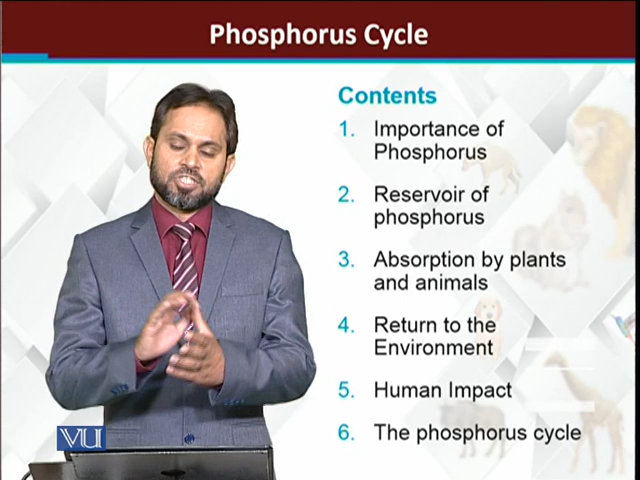 Phosphorus Cycle
Contents
1. Importance of
Phosphorus
2. Reservoir of
phosphorus
3. Absorption by plants
and animals
4. Return to the
Environment
5. Human Impact
6. The phosphorus cycle
VU